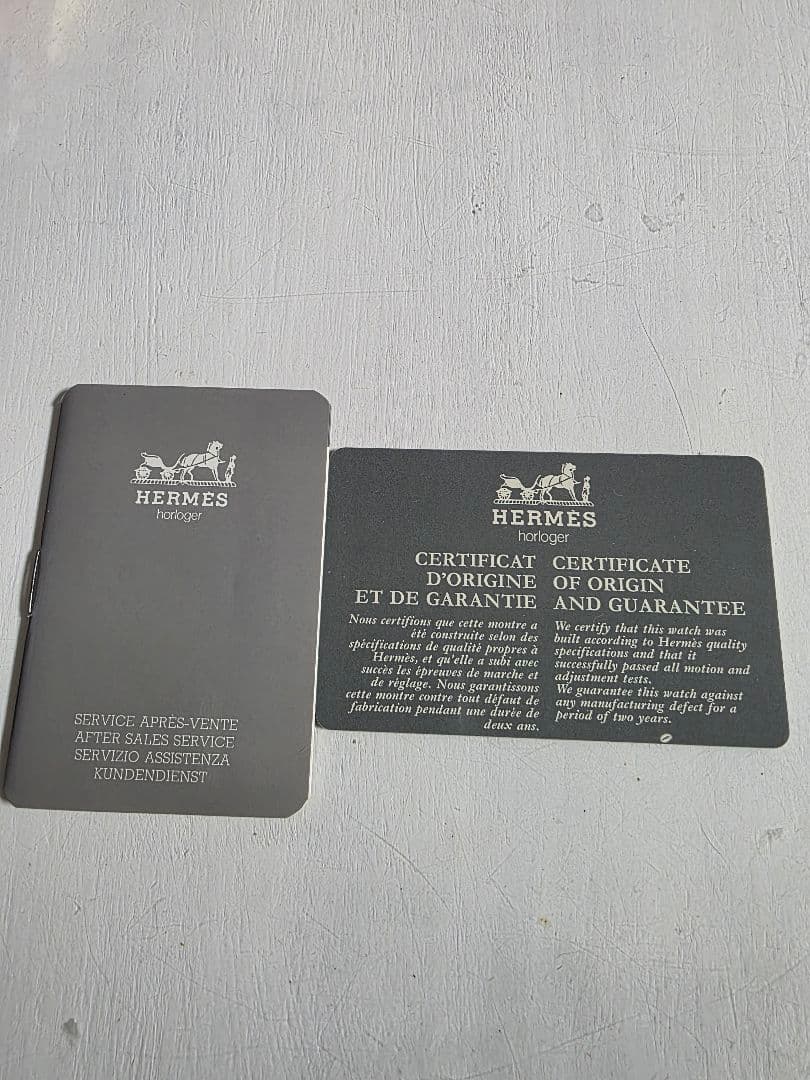 HERMÈS
horloger
SERVICE APRÈS-VENTE
AFTER SALES SERVICE
SERVIZIO ASSISTENZA
KUNDENDIENST
HERMÈS
horloger
CERTIFICAT
D'ORIGINE
ET DE GARANTIE
Nous certifions que cette montre a
été construite selon des
spécifications de qualité propres à
Hermès, et qu'elle a subi avec
succès les épreuves de marche et
de réglage. Nous garantissons
cette montre contre tout défaut de
fabrication pendant une durée de
deux ans.
CERTIFICATE
OF ORIGIN
AND GUARANTEE
We certify that this watch was
built according to Hermès quality
specifications and that it
successfully passed all motion and
adjustment tests.
We guarantee this watch against
any manufacturing defect for a
period of two years.